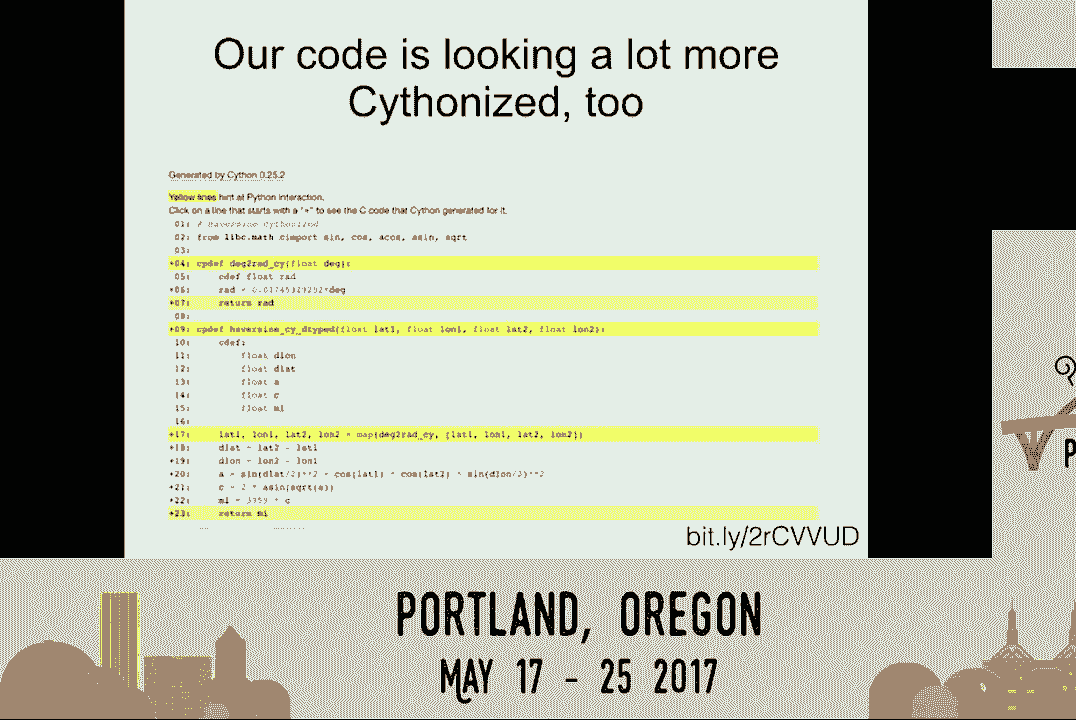 Our code is looking a lot more
Cythonized, too
Generated by Cython 0.25.2
Yellow lines hint at Python interaction.
Click on a line that starts with a "+" to see the C code that Cython generated for it.
01: # Haversine Cythonized
02: from libc.math cimport sin, cos, acos, asin, sqrt
03:
+04: cpdef deg2rad_cy(float deg):
05: cdef float rad
+06: rad = 0.01745329252*deg
+07: return rad
08:
+09: cpdef haversine_cy_dtyped(float lat1, float lon1, float lat2, float lon2):
10: cdef:
11: float dlon
12: float dlat
13: float a
14: float c
15: float mi
16:
+17: lat1, lon1, lat2, lon2 = map(deg2rad_cy, [lat1, lon1, lat2, lon2])
+18: dlat = lat2 - lat1
+19: dlon = lon2 - lon1
+20: a = sin(dlat/2)**2 + cos(lat1) * cos(lat2) * sin(dlon/2)**2
+21: c = 2 * asin(sqrt(a))
+22: mi = 3959 * c
+23: return mi
bit.ly/2rCVVUD
P
PORTLAND, OREGON
MAY 17 - 25 2017